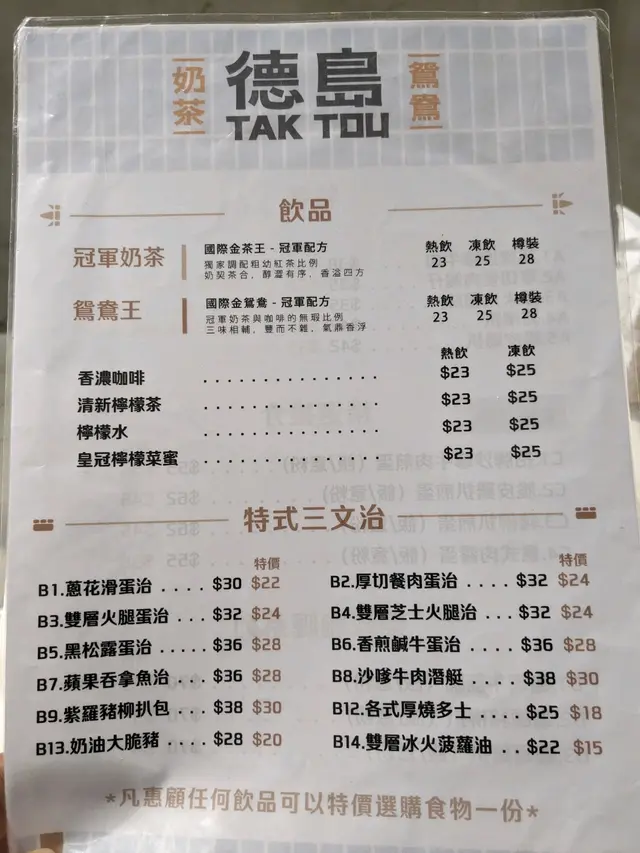 奶茶 德島 鴛鴦
TAK TOU
飲品
冠軍奶茶 國際金茶王 - 冠軍配方 熱飲 凍飲 樽裝
獨家調配粗幼紅茶比例 23 25 28
奶契茶合，醇澀有序，香溢四方
鴛鴦王 國際金鴛鴦 - 冠軍配方 熱飲 凍飲 樽裝
冠軍奶茶與咖啡的無瑕比例 23 25 28
三味相輔，豐而不雜，氣鼎香浮
熱飲 凍飲
香濃咖啡 ................ $23 $25
清新檸檬茶 ................ $23 $25
檸檬水 ................ $23 $25
皇冠檸檬菜蜜 ................ $23 $25
特式三文治
特價 特價
B1.蔥花滑蛋治 .... $30 $22 B2.厚切餐肉蛋治 .... $32 $24
B3.雙層火腿蛋治 ... $32 $24 B4.雙層芝士火腿治 ... $32 $24
B5.黑松露蛋治 .... $36 $28 B6.香煎鹹牛蛋治 .... $36 $28
B7.蘋果吞拿魚治 ... $36 $28 B8.沙嗲牛肉潛艇 .... $38 $30
B9.紫羅豬柳扒包 ... $38 $30 B12.各式厚燒多士 .... $25 $18
B13.奶油大脆豬 .... $28 $20 B14.雙層冰火菠蘿油 .. $22 $15
*凡惠顧任何飲品可以特價選購食物一份*